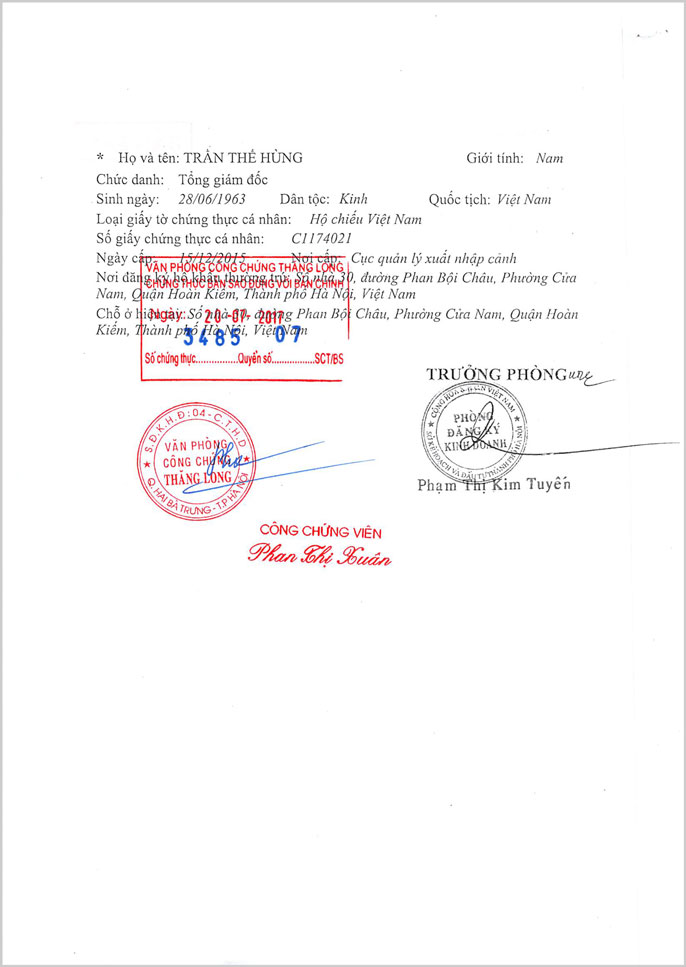 * Họ và tên: TRẦN THẾ HÙNG Giới tính: Nam
Chức danh: Tổng giám đốc
Sinh ngày: 28/06/1963 Dân tộc: Kinh Quốc tịch: Việt Nam
Loại giấy tờ chứng thực cá nhân: Hộ chiếu Việt Nam
Số giấy chứng thực cá nhân: C1174021
Ngày cấp: 15/12/2015 Nơi cấp: Cục quản lý xuất nhập cảnh
Nơi đăng ký hộ khẩu thường trú: Số nhà 30, đường Phan Bội Châu, Phường Cửa
Nam, Quận Hoàn Kiếm, Thành phố Hà Nội, Việt Nam
Chỗ ở hiện tại: Số nhà 37, đường Phan Bội Châu, Phường Cửa Nam, Quận Hoàn
Kiếm, Thành phố Hà Nội, Việt Nam
VĂN PHÒNG CÔNG CHỨNG THĂNG LONG
CHỨNG THỰC BẢN SAO ĐÚNG VỚI BẢN CHÍNH
Ngày: 20-07-2017
3485 07
Số chứng thực..............Quyển số................SCT/BS
TRƯỞNG PHÒNG
CỘNG HÒA VIỆT NAM
PHÒNG
ĐĂNG KÝ
KINH DOANH
SỞ KẾ HOẠCH VÀ ĐẦU TƯ THÀNH PHỐ HÀ NỘI
Phạm Thị Kim Tuyến
S.Đ.K.H.Đ: 04 - C.T.H.D
VĂN PHÒNG
CÔNG CHỨNG
THĂNG LONG
Q. HAI BÀ TRƯNG - T.P HÀ NỘI
CÔNG CHỨNG VIÊN
Phan Thị Xuân